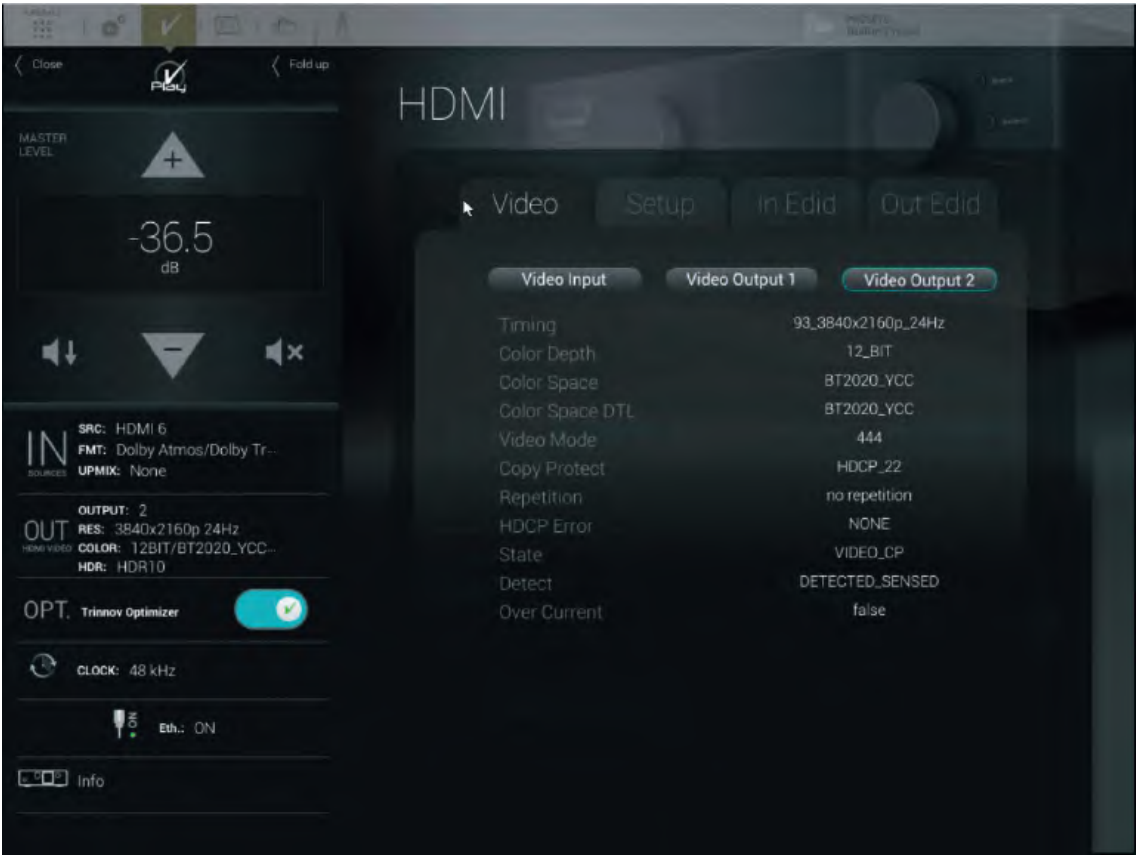 Close
Play
Fold up
HDMI
MASTER
LEVEL
+
-36.5
dB
Video
Setup
In Edid
Out Edid
Video Input
Video Output 1
Video Output 2
Timing 93_3840x2160p_24Hz
Color Depth 12_BIT
Color Space BT2020_YCC
Color Space DTL BT2020_YCC
Video Mode 444
Copy Protect HDCP_22
Repetition no repetition
HDCP Error NONE
State VIDEO_CP
Detect DETECTED_SENSED
Over Current false
IN
SOURCES
SRC: HDMI 6
FMT: Dolby Atmos/Dolby Tr...
UPMIX: None
OUT
HDMI VIDEO
OUTPUT: 2
RES: 3840x2160p 24Hz
COLOR: 12BIT/BT2020_YCC...
HDR: HDR10
OPT. Trinnov Optimizer
CLOCK: 48 kHz
ON
Eth.: ON
Info